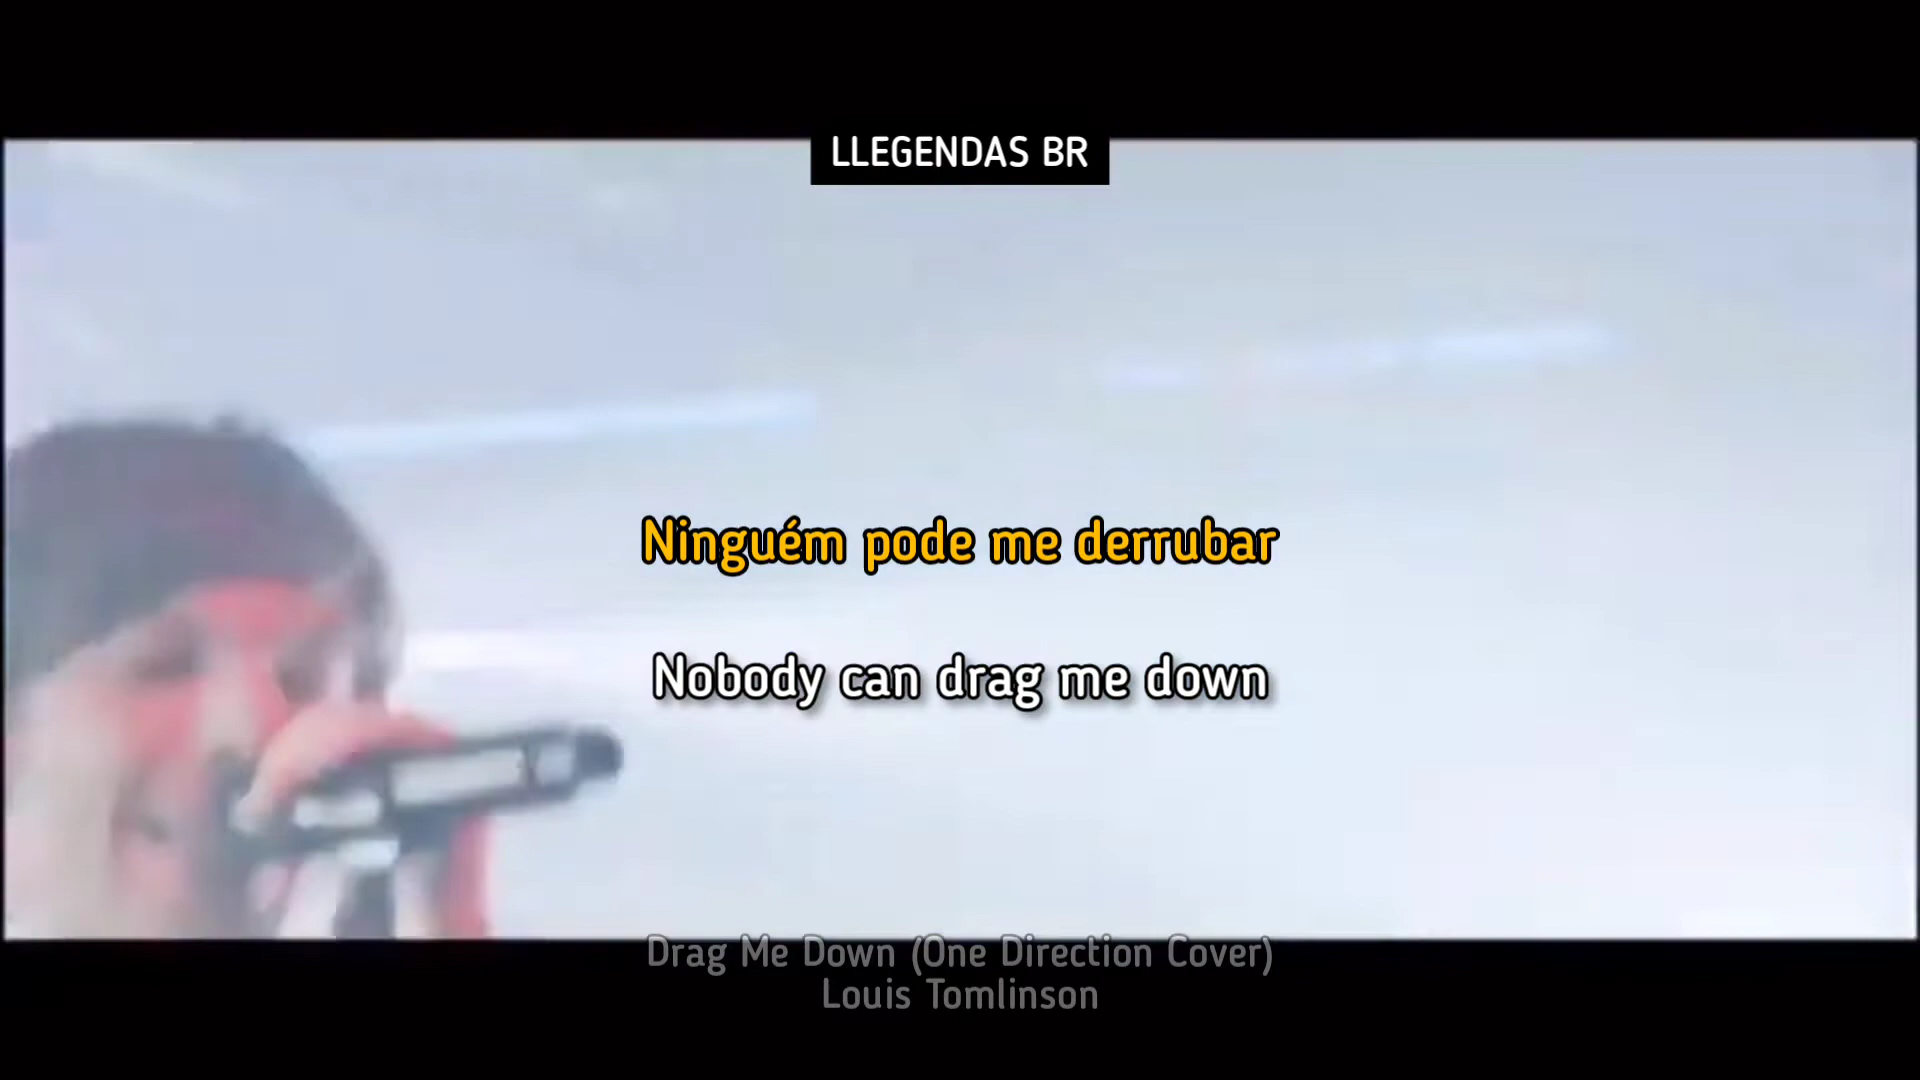 LLEGENDAS BR
Ninguém pode me derrubar
Nobody can drag me down
Drag Me Down (One Direction Cover)
Louis Tomlinson